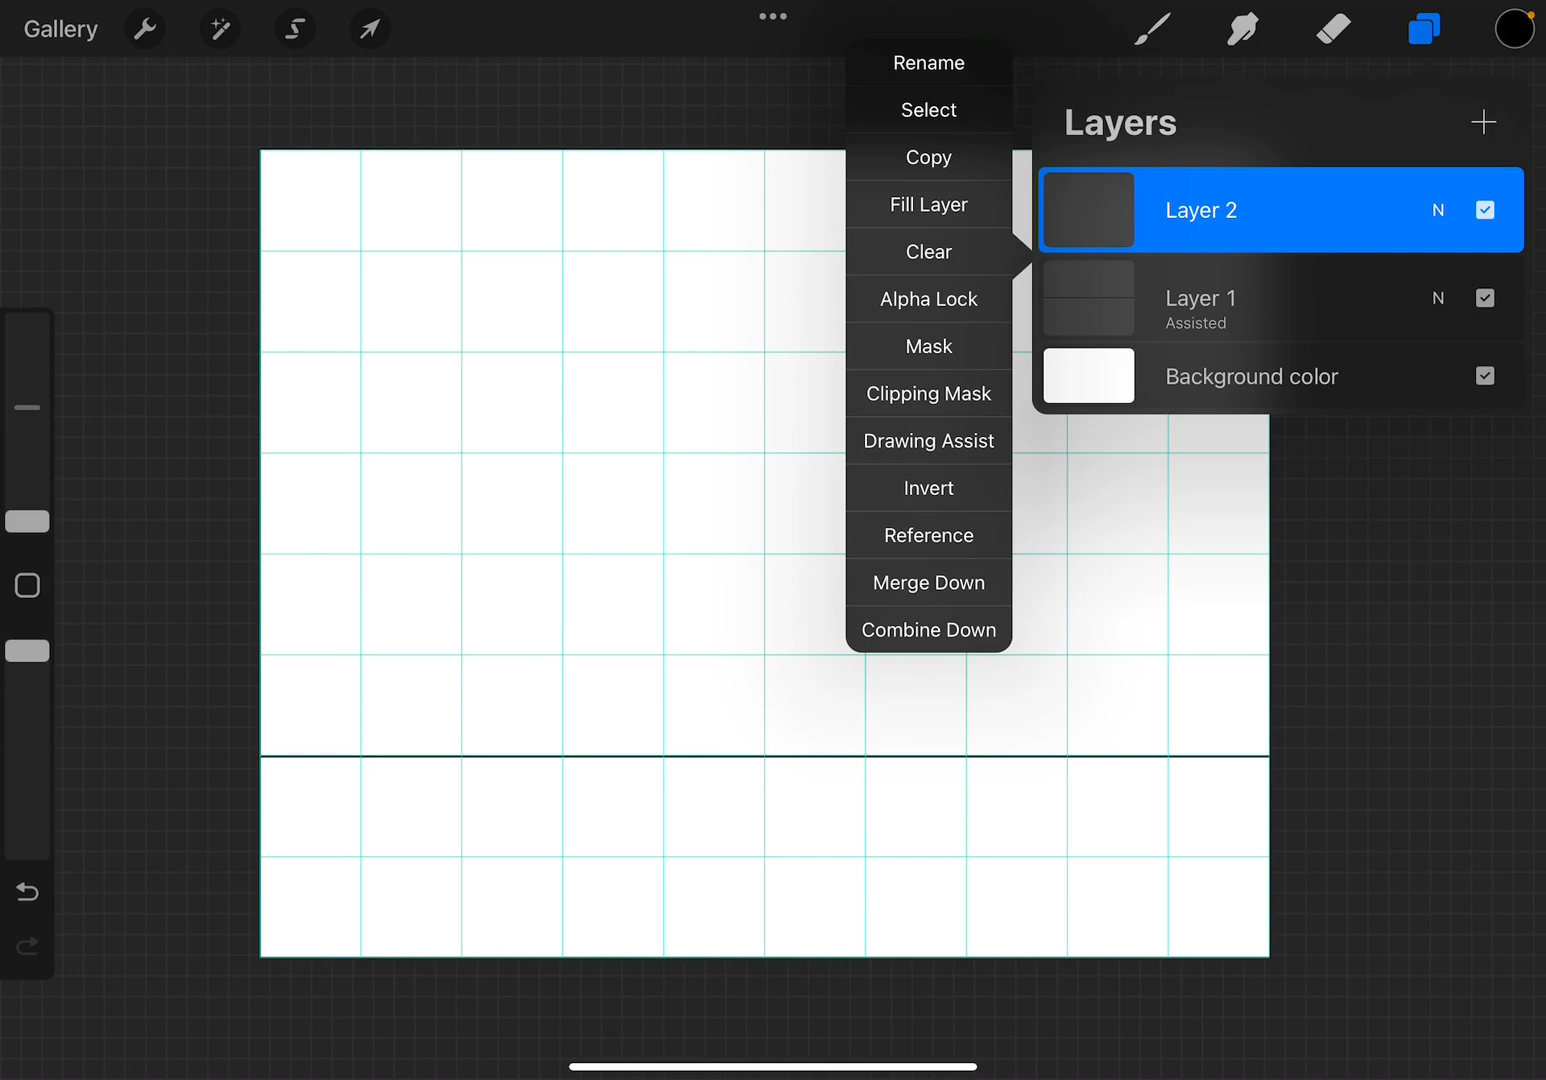 Gallery
Rename
Select
Copy
Fill Layer
Clear
Alpha Lock
Mask
Clipping Mask
Drawing Assist
Invert
Reference
Merge Down
Combine Down
Layers
Layer 2 N
Layer 1 N
Assisted
Background color